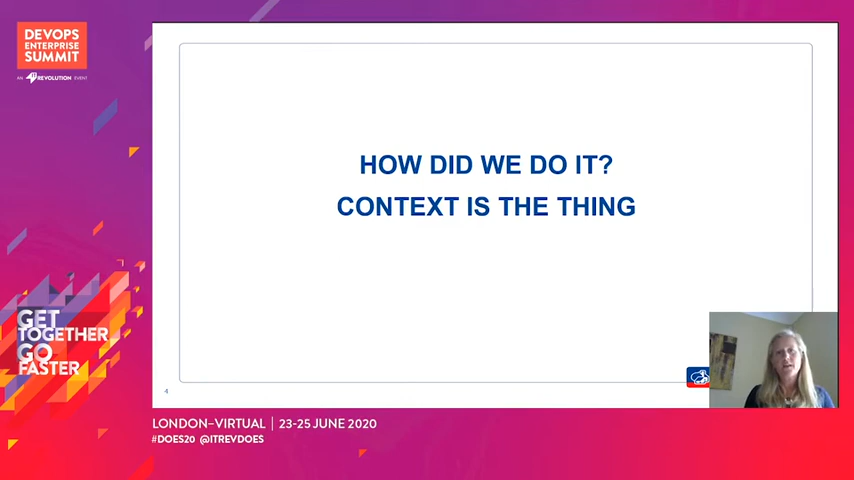 DEVOPS
ENTERPRISE
SUMMIT
AN IT REVOLUTION EVENT
HOW DID WE DO IT?
CONTEXT IS THE THING
GET
TOGETHER
GO
FASTER
4
LONDON–VIRTUAL | 23-25 JUNE 2020
#DOES20 @ITREVDOES